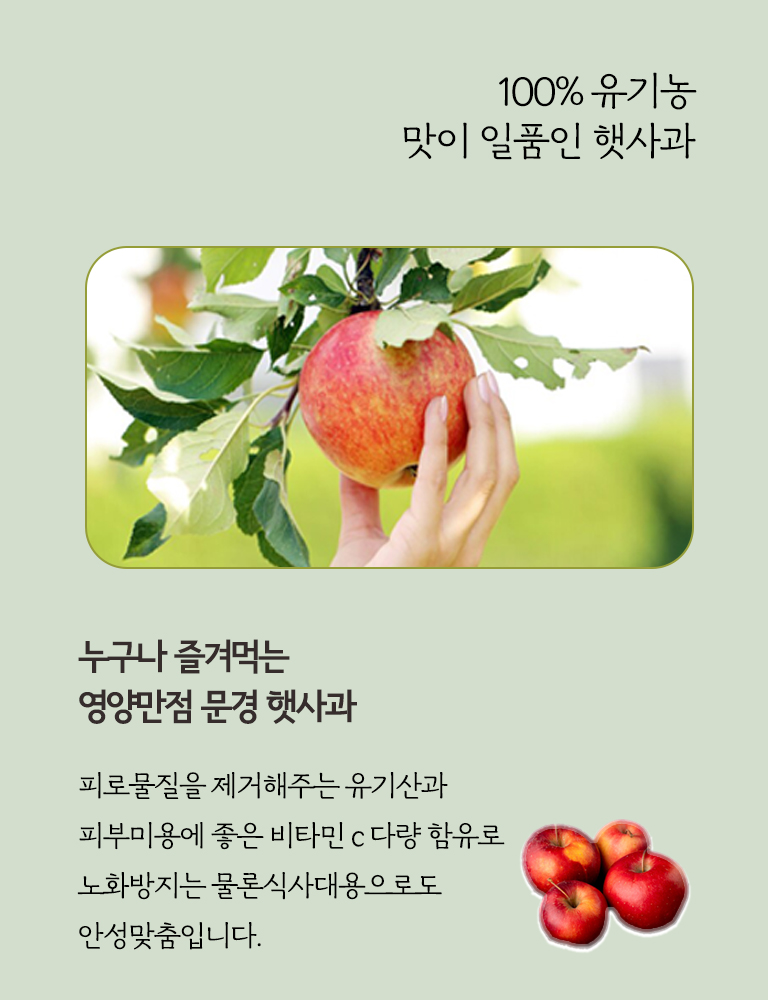 100% 유기농
맛이 일품인 햇사과
누구나 즐겨먹는
영양만점 문경 햇사과
피로물질을 제거해주는 유기산과
피부미용에 좋은 비타민 c 다량 함유로
노화방지는 물론식사대용으로도
안성맞춤입니다.